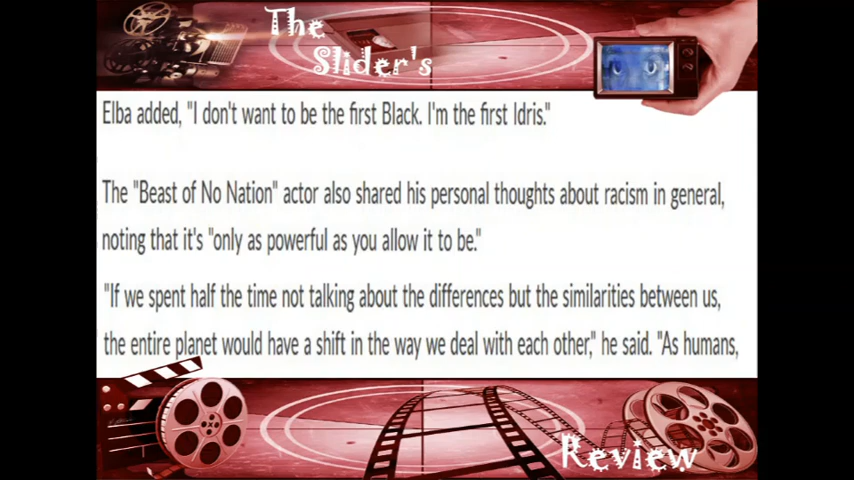 The
Slider's
Elba added, "I don't want to be the first Black. I'm the first Idris."
The "Beast of No Nation" actor also shared his personal thoughts about racism in general,
noting that it's "only as powerful as you allow it to be."
"If we spent half the time not talking about the differences but the similarities between us,
the entire planet would have a shift in the way we deal with each other," he said. "As humans,
Review